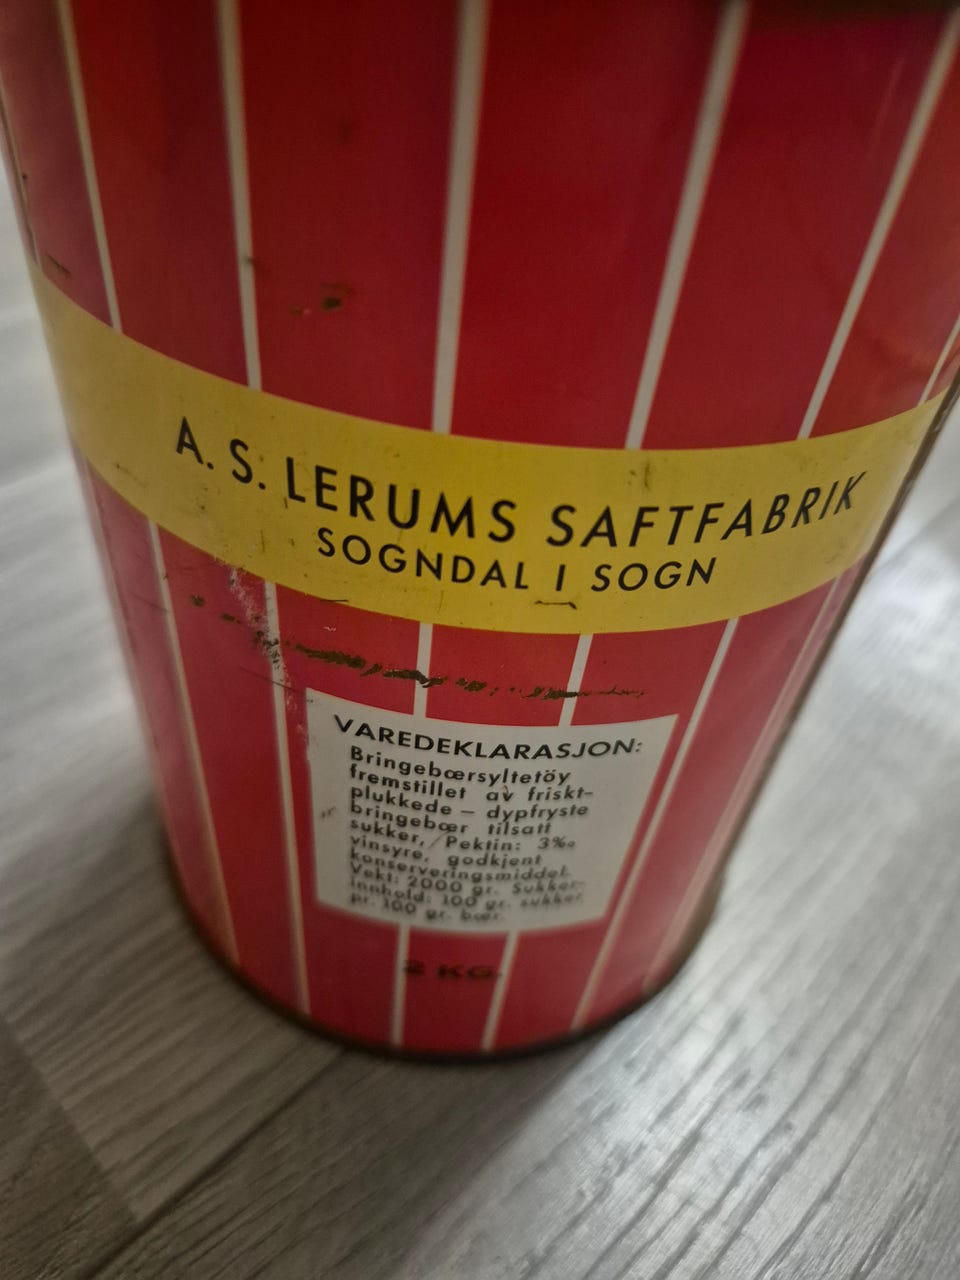 A. S. LERUMS SAFTFABRIK
SOGNDAL I SOGN
VAREDEKLARASJON:
Bringebærsyltetöy
fremstillet av friskt-
plukkede — dypfryste
bringebær tilsatt
sukker, Pektin: 3‰
vinsyre, godkjent
konserveringsmiddel.
Vekt: 2000 gr. Sukker-
innhold: 100 gr. sukker
pr. 100 gr. bær.
2 KG.